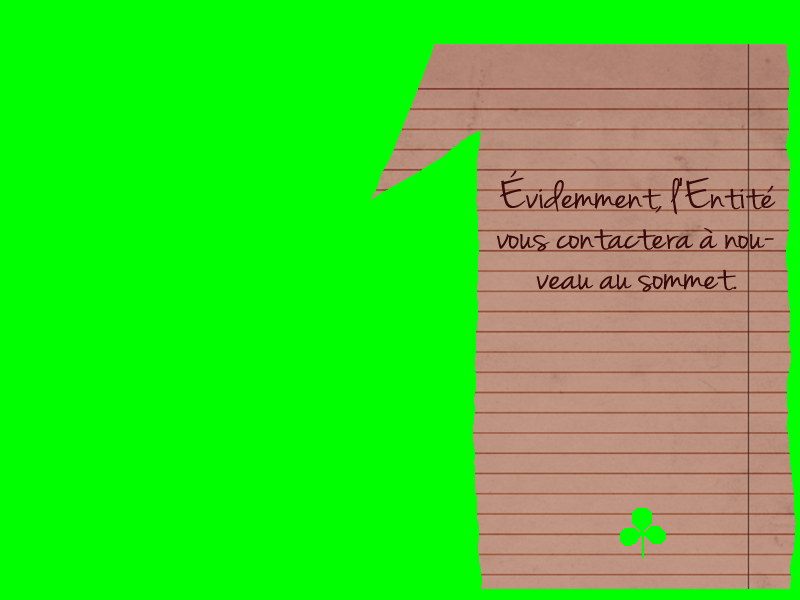 Évidemment, l'Entité
vous contactera à nou-
veau au sommet.